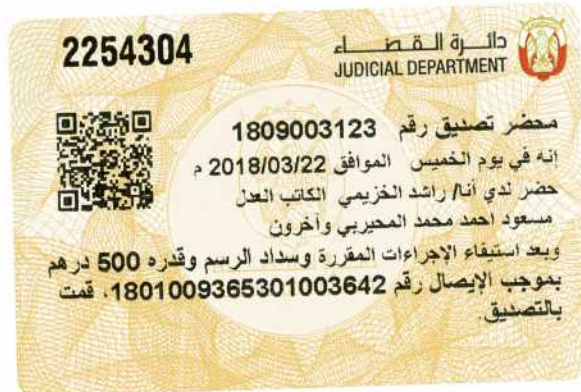 2254304
دائرة القضاء
JUDICIAL DEPARTMENT
محضر تصديق رقم 1809003123
إنه في يوم الخميس الموافق 2018/03/22 م
حضر لدي أنا/ راشد الخزيمي الكاتب العدل
مسعود احمد محمد المحيربي وآخرون
وبعد استيفاء الإجراءات المقررة وسداد الرسم وقدره 500 درهم
بموجب الإيصال رقم 1801009365301003642، قمت
بالتصديق.